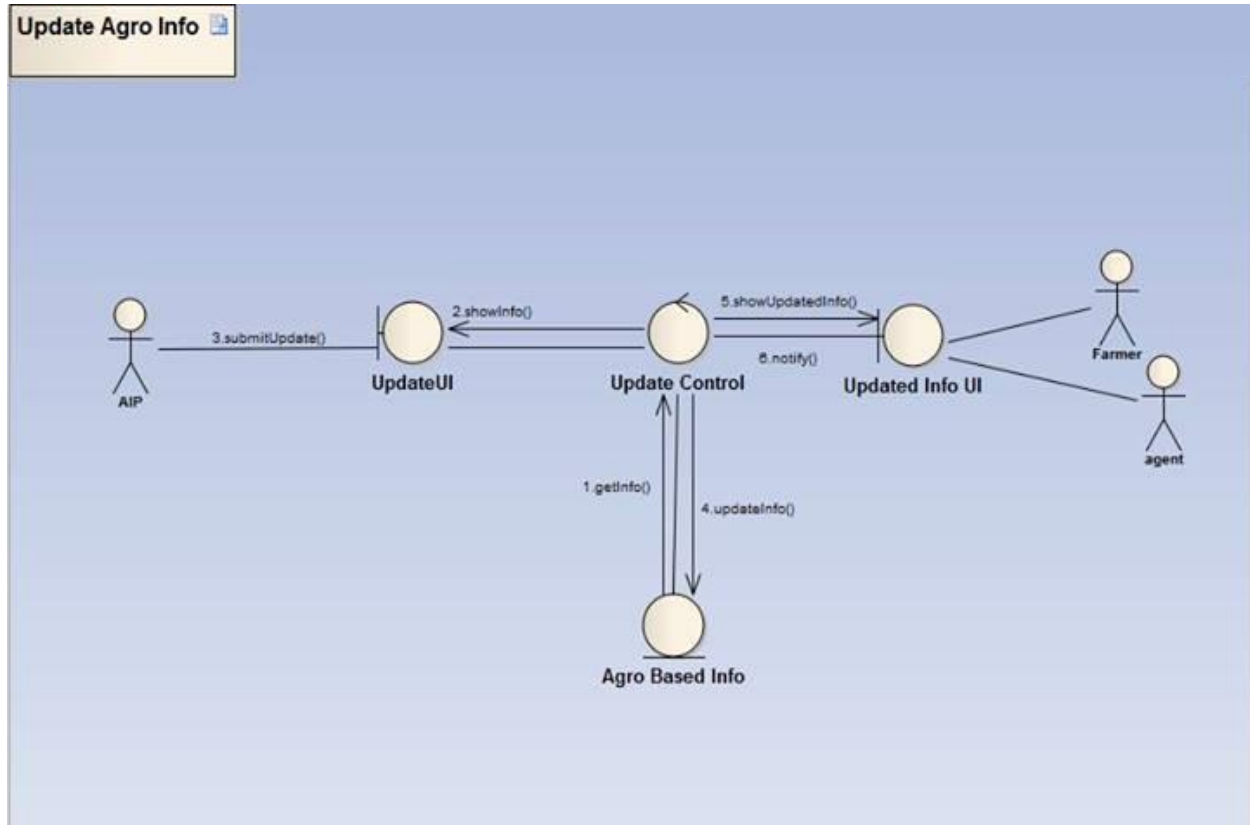 Update Agro Info
2.showInfo()
5.showUpdatedInfo()
3.submitUpdate()
6.notify()
Farmer
AIP
UpdateUI
Update Control
Updated Info UI
agent
1.getInfo()
4.updateInfo()
Agro Based Info